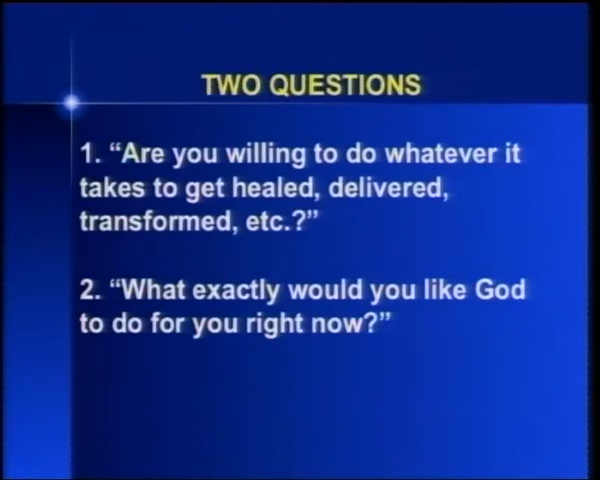 TWO QUESTIONS
1. “Are you willing to do whatever it
takes to get healed, delivered,
transformed, etc.?”
2. “What exactly would you like God
to do for you right now?”